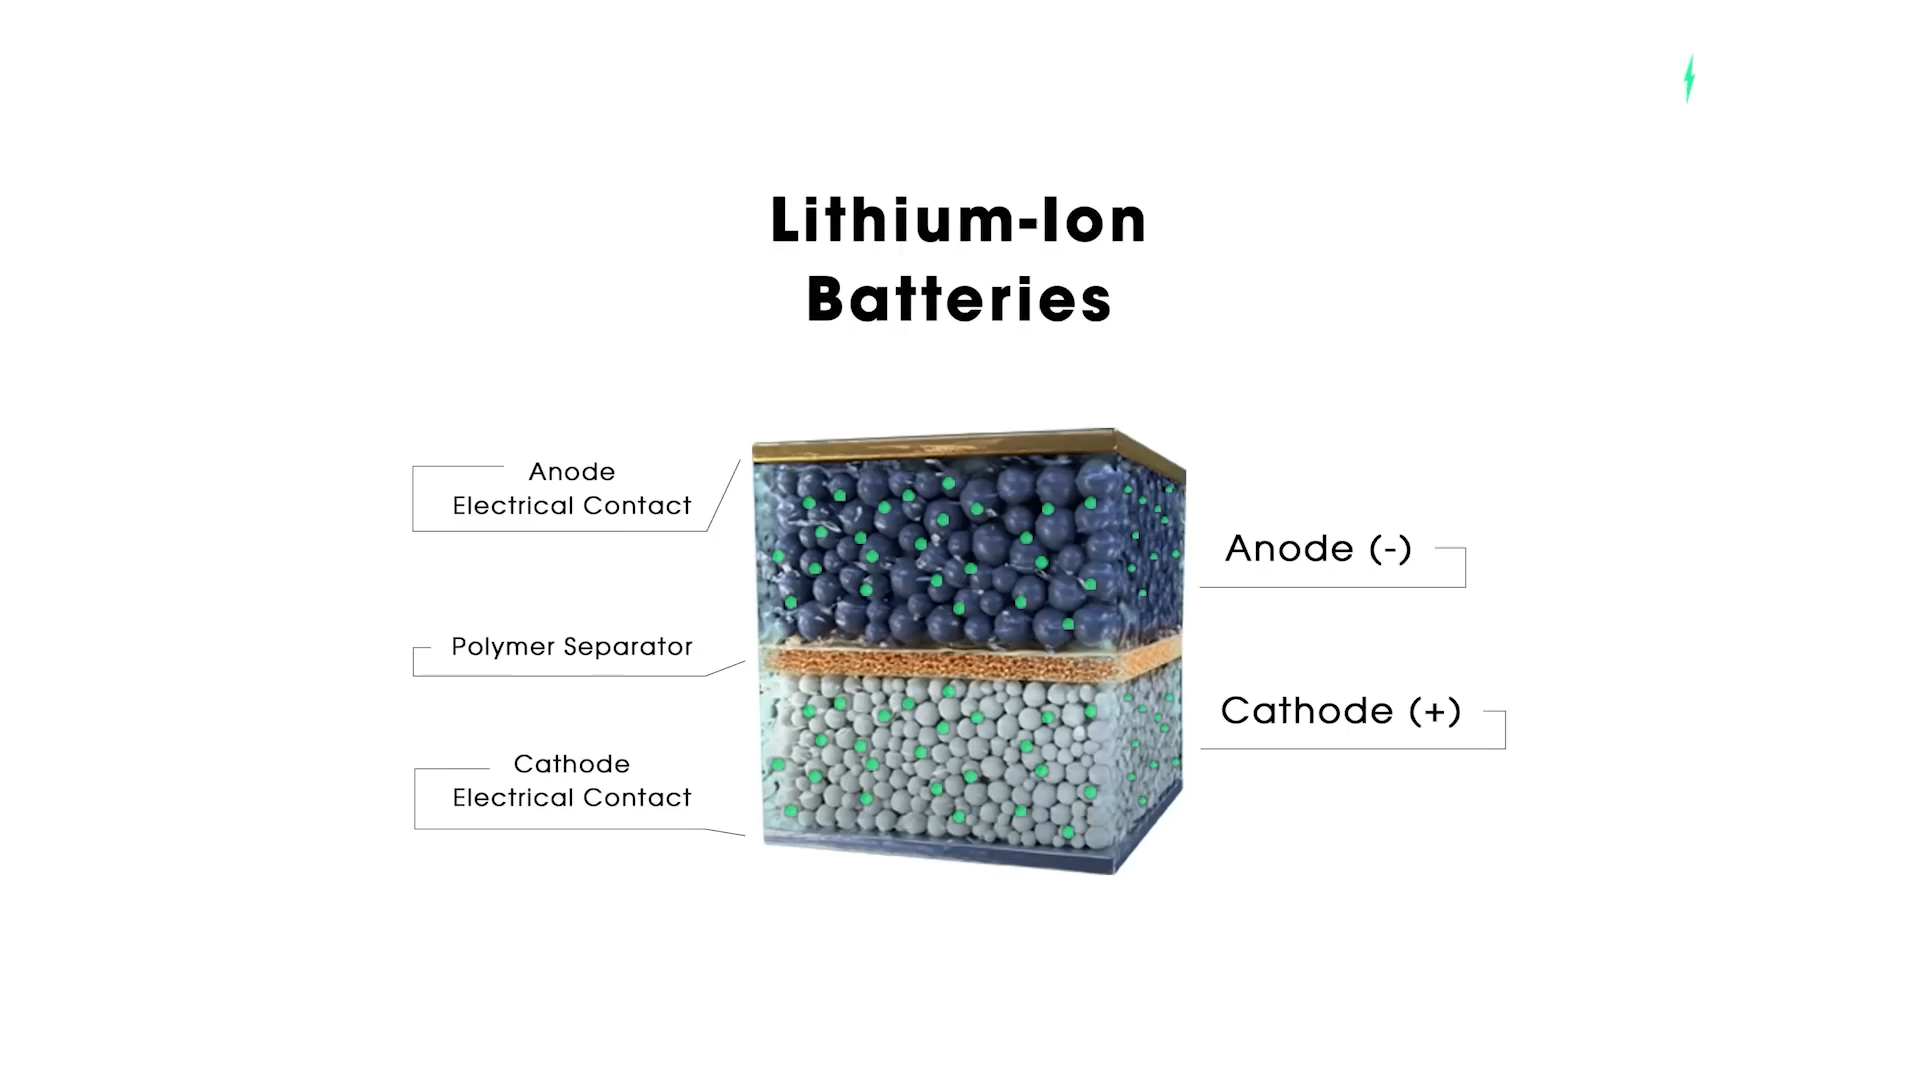 Lithium-Ion
Batteries
Anode
Electrical Contact
Anode (-)
Polymer Separator
Cathode (+)
Cathode
Electrical Contact